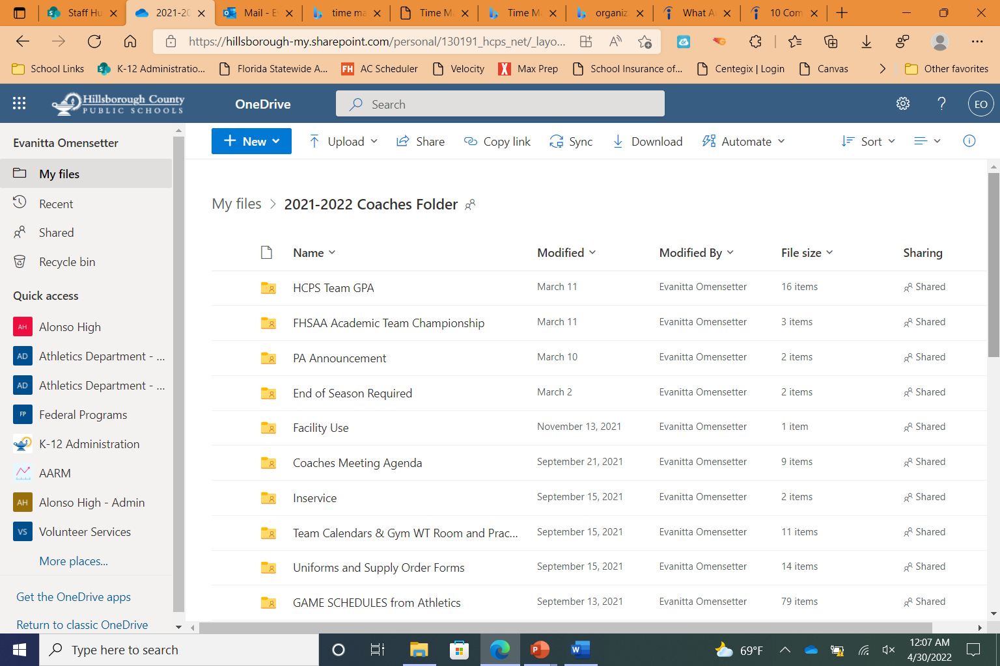 Staff Hu
2021-20
Mail - E
time ma
Time M
Time M
organiz
What A
10 Com
https://hillsborough-my.sharepoint.com/personal/130191_hcps_net/_layo...
School Links
K-12 Administratio...
Florida Statewide A...
FH AC Scheduler
Velocity
X Max Prep
School Insurance of...
Centegix | Login
Canvas
Other favorites
Hillsborough County
PUBLIC SCHOOLS
OneDrive
Search
? EO
Evanitta Omensetter
My files
Recent
Shared
Recycle bin
Quick access
AH Alonso High
AD Athletics Department - ...
AD Athletics Department - ...
FP Federal Programs
K-12 Administration
AARM
AH Alonso High - Admin
VS Volunteer Services
More places...
Get the OneDrive apps
Return to classic OneDrive
+ New
Upload
Share
Copy link
Sync
Download
Automate
Sort
My files > 2021-2022 Coaches Folder
Name Modified Modified By File size Sharing
HCPS Team GPA March 11 Evanitta Omensetter 16 items Shared
FHSAA Academic Team Championship March 11 Evanitta Omensetter 3 items Shared
PA Announcement March 10 Evanitta Omensetter 2 items Shared
End of Season Required March 2 Evanitta Omensetter 2 items Shared
Facility Use November 13, 2021 Evanitta Omensetter 1 item Shared
Coaches Meeting Agenda September 21, 2021 Evanitta Omensetter 9 items Shared
Inservice September 15, 2021 Evanitta Omensetter 2 items Shared
Team Calendars & Gym WT Room and Prac... September 15, 2021 Evanitta Omensetter 11 items Shared
Uniforms and Supply Order Forms September 15, 2021 Evanitta Omensetter 14 items Shared
GAME SCHEDULES from Athletics September 13, 2021 Evanitta Omensetter 79 items Shared
Type here to search
69°F
12:07 AM
4/30/2022